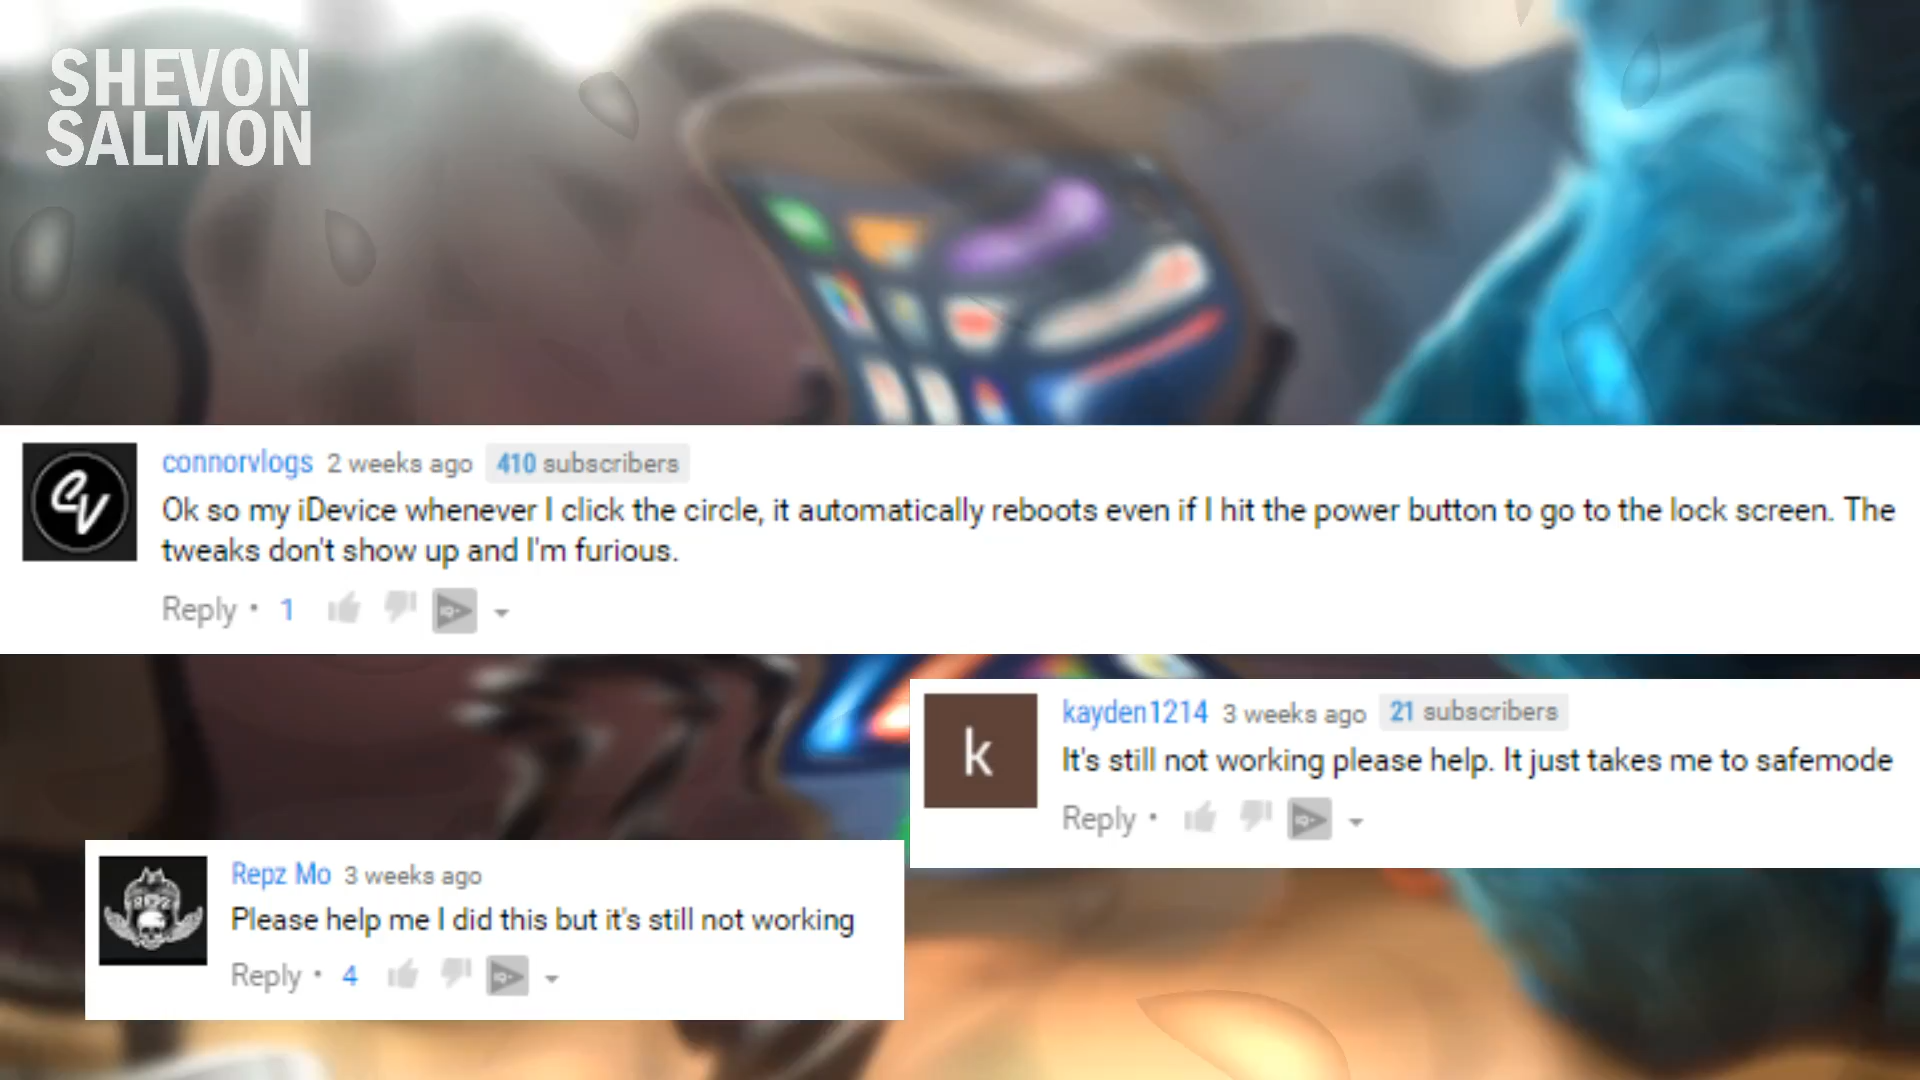 SHEVON
SALMON
connorvlogs 2 weeks ago 410 subscribers
Ok so my iDevice whenever I click the circle, it automatically reboots even if I hit the power button to go to the lock screen. The
tweaks don't show up and I'm furious.
Reply • 1
kayden1214 3 weeks ago 21 subscribers
k
It's still not working please help. It just takes me to safemode
Reply •
Repz Mo 3 weeks ago
REPZ
Please help me I did this but it's still not working
Reply • 4